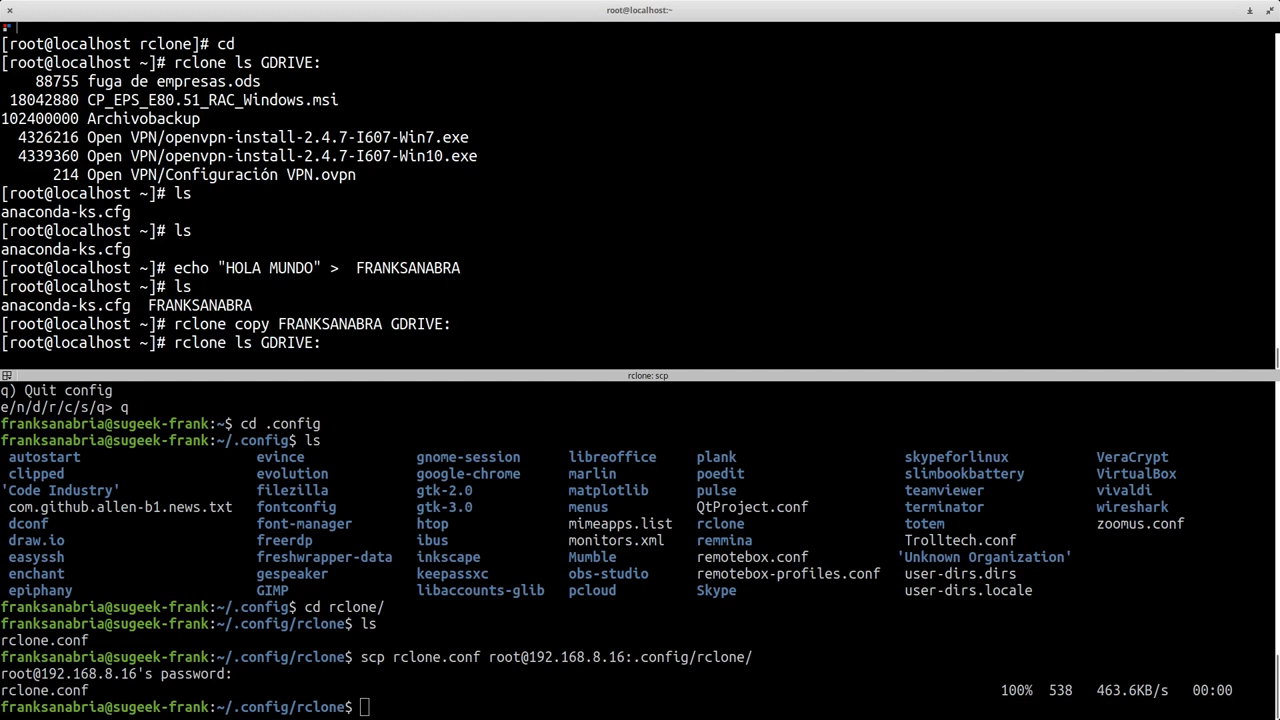 root@localhost:~
[root@localhost rclone]# cd
[root@localhost ~]# rclone ls GDRIVE:
    88755 fuga de empresas.ods
 18042880 CP_EPS_E80.51_RAC_Windows.msi
102400000 Archivobackup
  4326216 Open VPN/openvpn-install-2.4.7-I607-Win7.exe
  4339360 Open VPN/openvpn-install-2.4.7-I607-Win10.exe
      214 Open VPN/Configuración VPN.ovpn
[root@localhost ~]# ls
anaconda-ks.cfg
[root@localhost ~]# ls
anaconda-ks.cfg
[root@localhost ~]# echo "HOLA MUNDO" >  FRANKSANABRA
[root@localhost ~]# ls
anaconda-ks.cfg  FRANKSANABRA
[root@localhost ~]# rclone copy FRANKSANABRA GDRIVE:
[root@localhost ~]# rclone ls GDRIVE:
rclone: scp
q) Quit config
e/n/d/r/c/s/q> q
franksanabria@sugeek-frank:~$ cd .config
franksanabria@sugeek-frank:~/.config$ ls
autostart evince gnome-session libreoffice plank skypeforlinux VeraCrypt
clipped evolution google-chrome marlin poedit slimbookbattery VirtualBox
'Code Industry' filezilla gtk-2.0 matplotlib pulse teamviewer vivaldi
com.github.allen-b1.news.txt fontconfig gtk-3.0 menus QtProject.conf terminator wireshark
dconf font-manager htop mimeapps.list rclone totem zoomus.conf
draw.io freerdp ibus monitors.xml remmina Trolltech.conf
easyssh freshwrapper-data inkscape Mumble remotebox.conf 'Unknown Organization'
enchant gespeaker keepassxc obs-studio remotebox-profiles.conf user-dirs.dirs
epiphany GIMP libaccounts-glib pcloud Skype user-dirs.locale
franksanabria@sugeek-frank:~/.config$ cd rclone/
franksanabria@sugeek-frank:~/.config/rclone$ ls
rclone.conf
franksanabria@sugeek-frank:~/.config/rclone$ scp rclone.conf root@192.168.8.16:.config/rclone/
root@192.168.8.16's password:
rclone.conf 100% 538 463.6KB/s 00:00
franksanabria@sugeek-frank:~/.config/rclone$